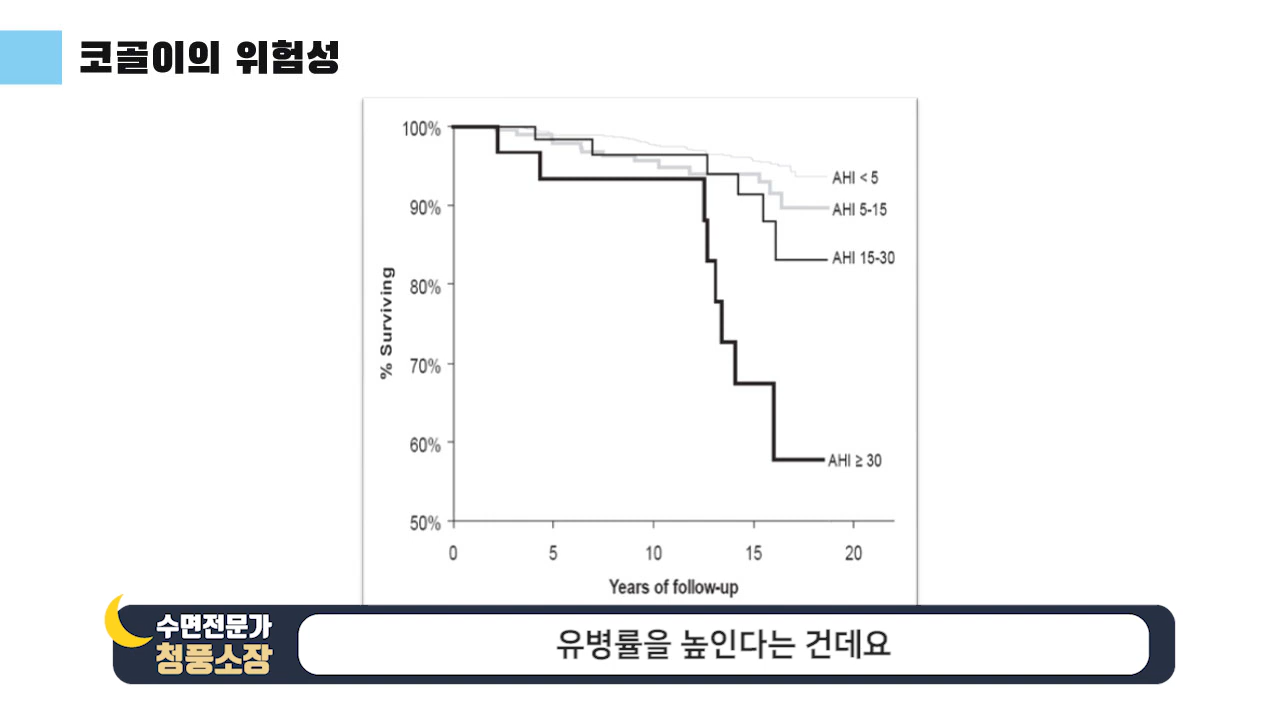 코골이의 위험성
100%
90%
80%
70%
60%
50%
% Surviving
AHI < 5
AHI 5-15
AHI 15-30
AHI ≥ 30
0 5 10 15 20
Years of follow-up
수면전문가
청풍소장
유병률을 높인다는 건데요